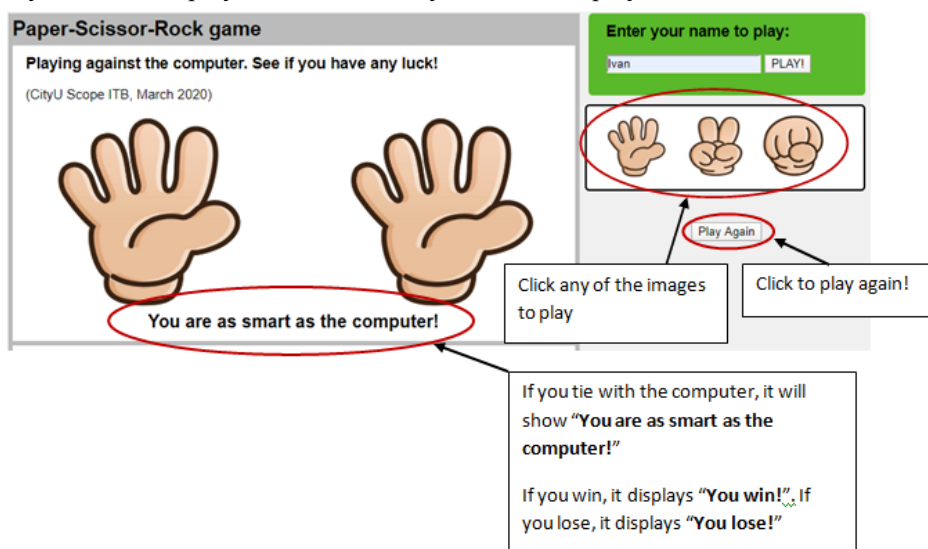 Paper-Scissor-Rock game
Playing against the computer. See if you have any luck!
(CityU Scope ITB, March 2020)
You are as smart as the computer!
Enter your name to play:
Ivan PLAY!
Play Again
Click any of the images
to play
Click to play again!
If you tie with the computer, it will
show “You are as smart as the
computer!”
If you win, it displays “You win!”. If
you lose, it displays “You lose!”